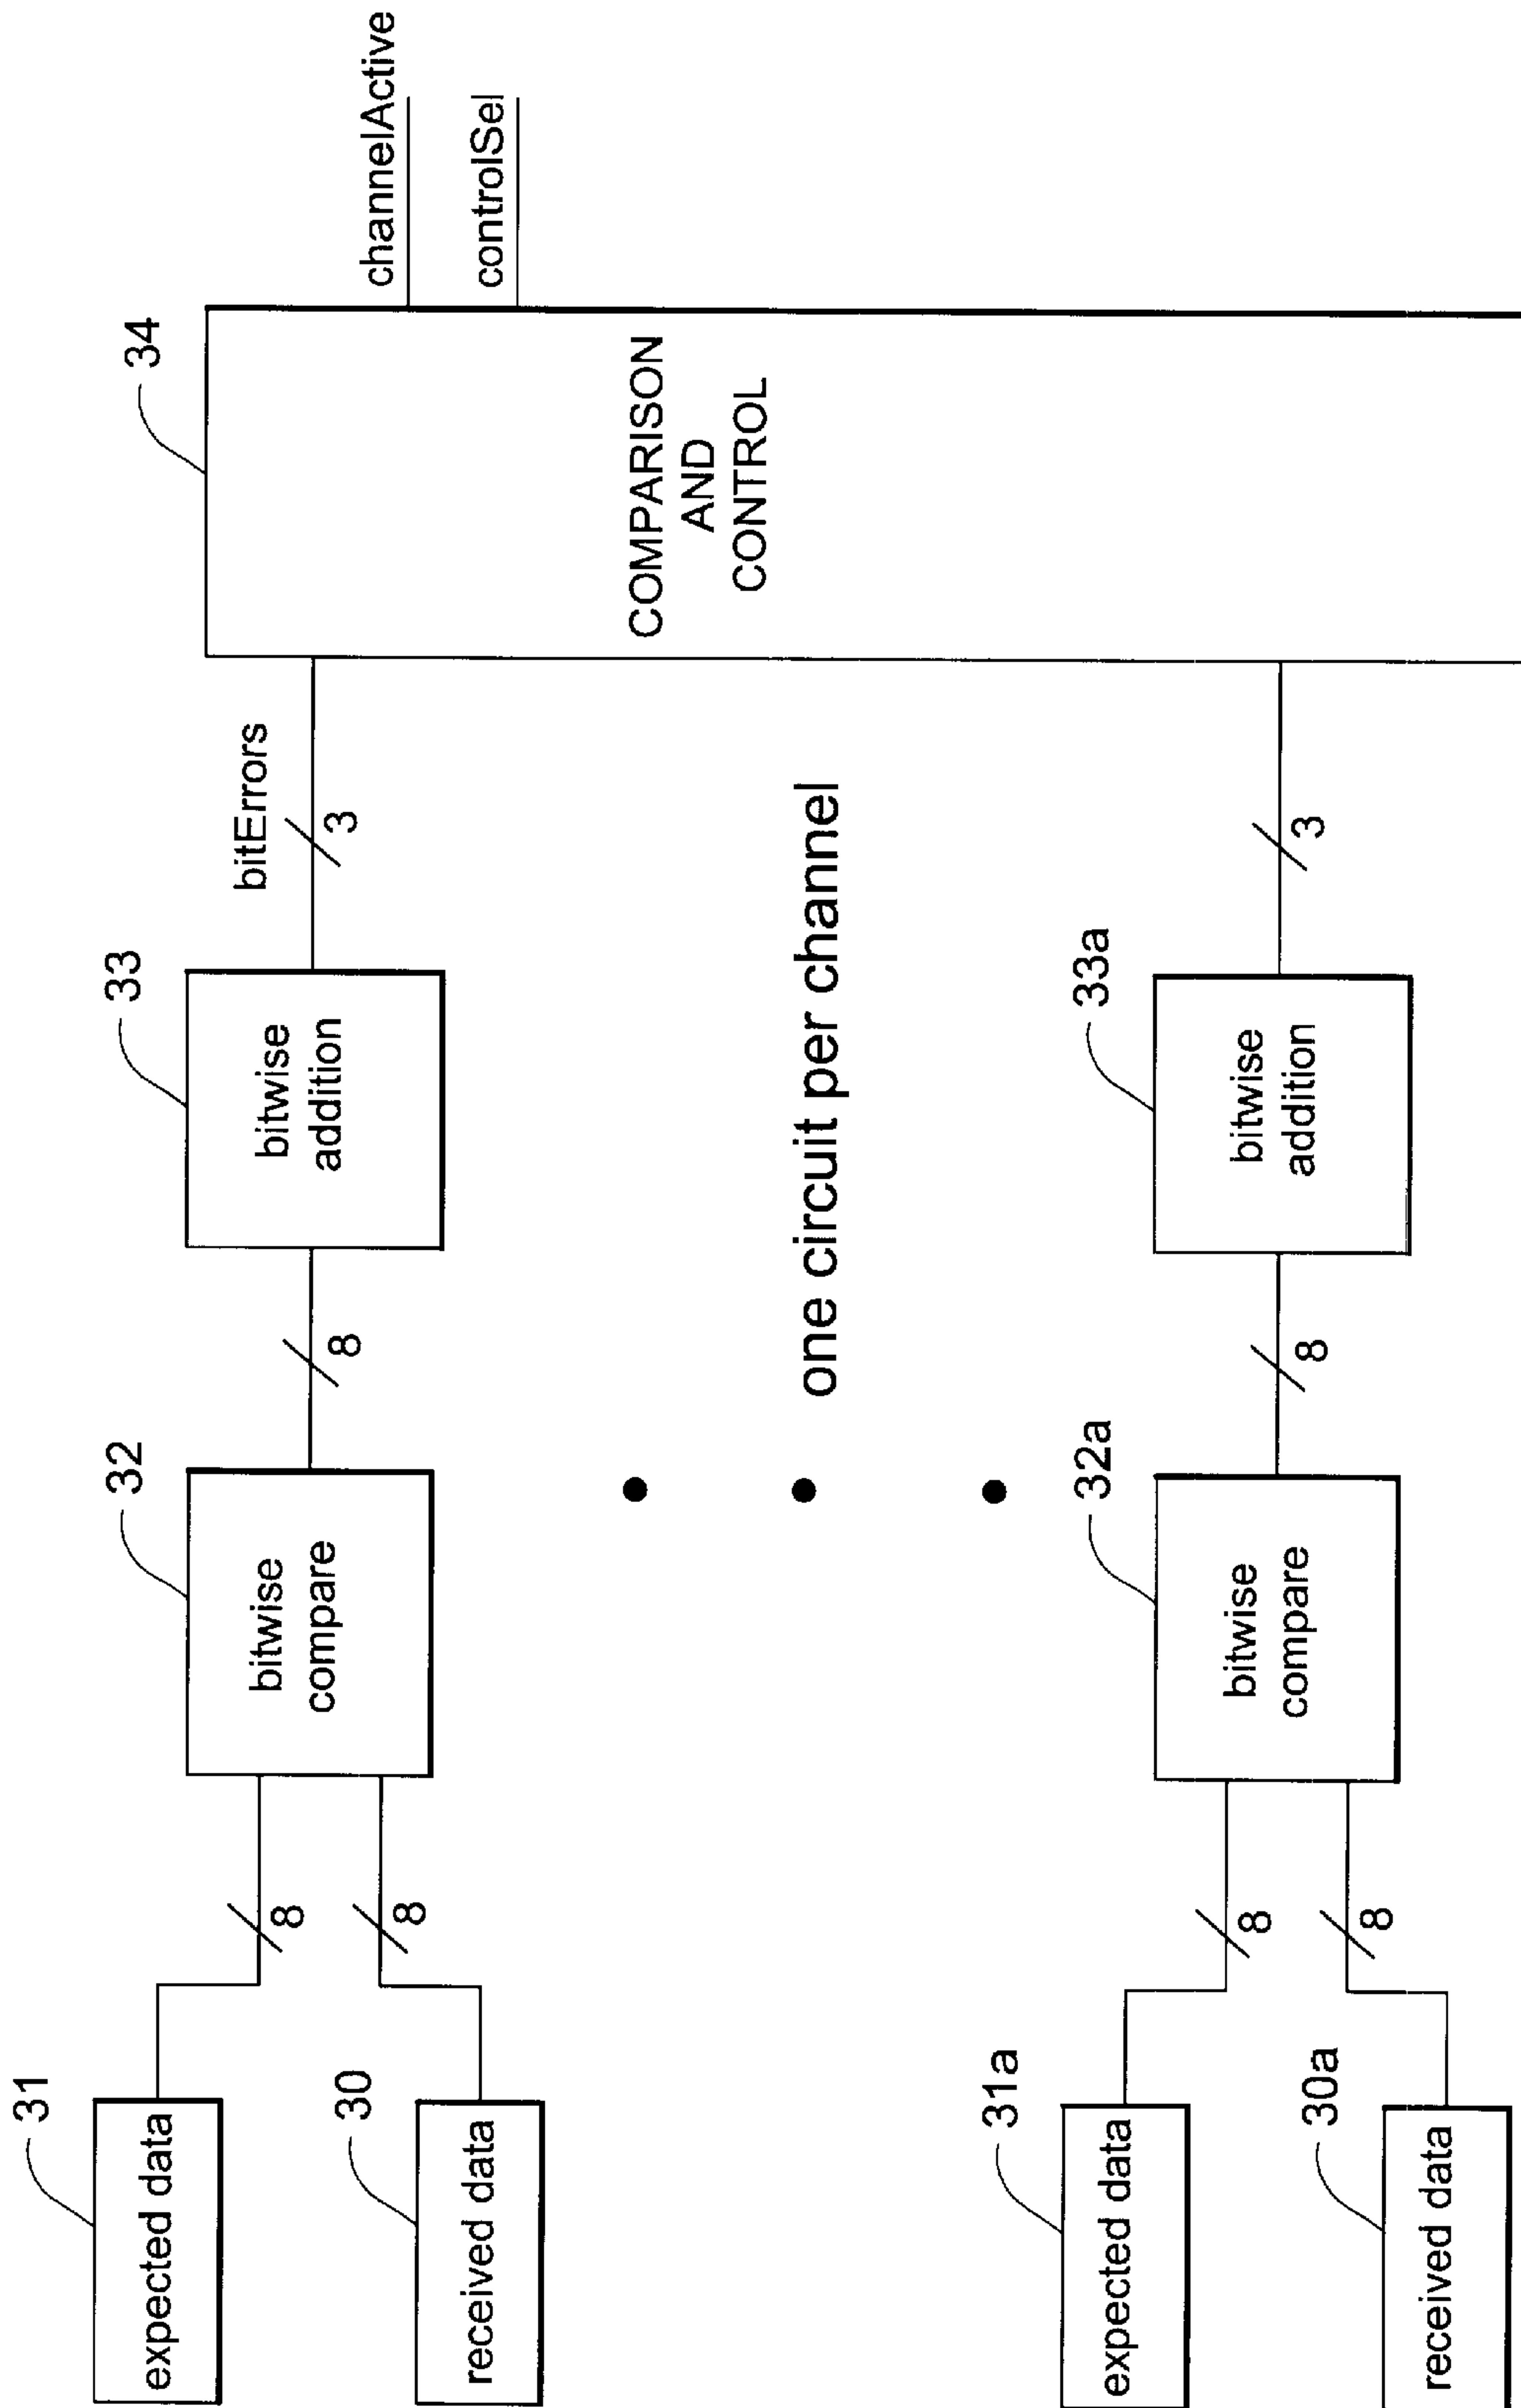 31
expected data
8
30
received data
8
32
bitwise
compare
8
33
bitwise
addition
bitErrors
3
34
COMPARISON
AND
CONTROL
channelActive
controlSel
one circuit per channel
31a
expected data
8
30a
received data
8
32a
bitwise
compare
8
33a
bitwise
addition
3